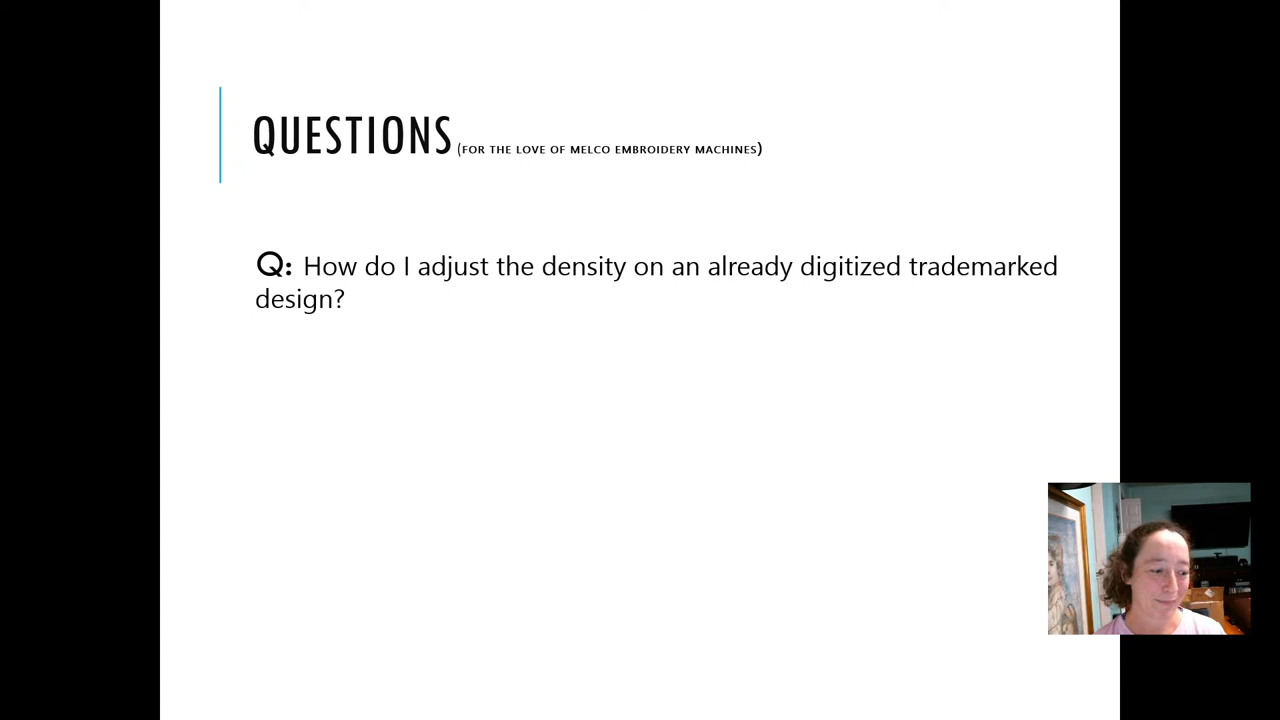 QUESTIONS (FOR THE LOVE OF MELCO EMBROIDERY MACHINES)
Q: How do I adjust the density on an already digitized trademarked
design?